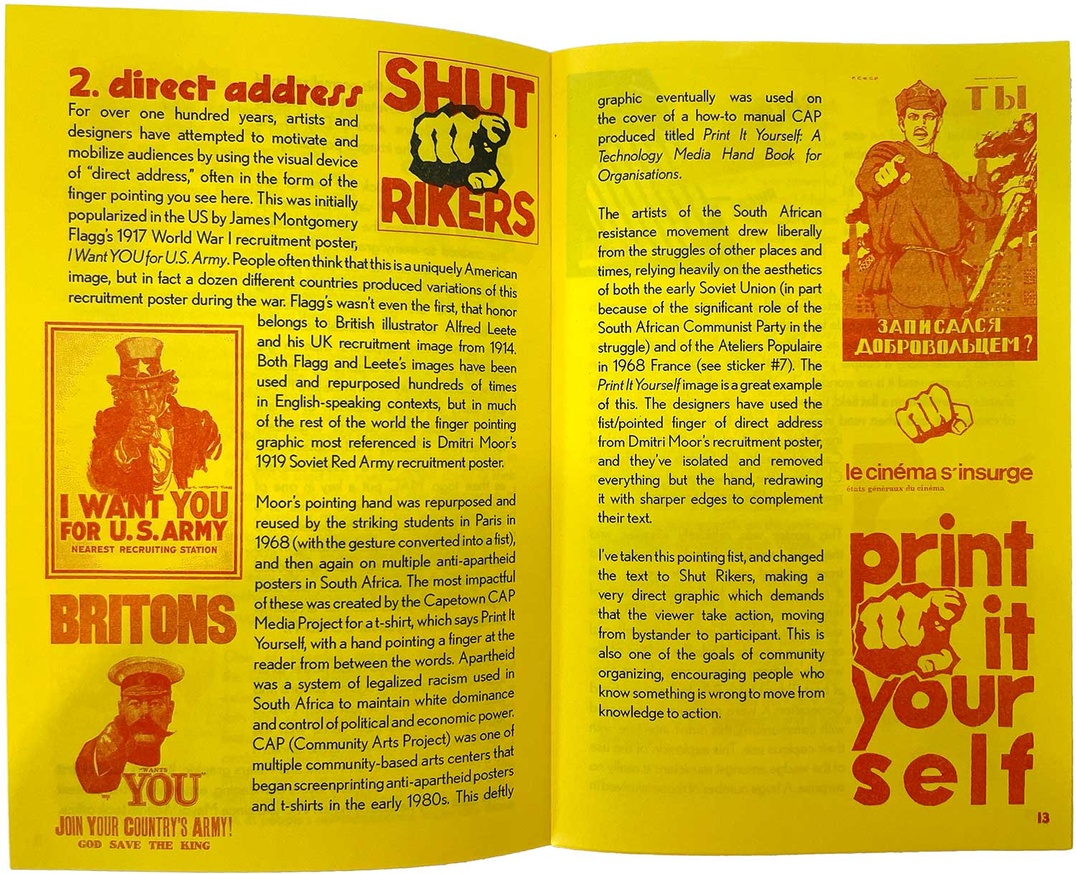 2. direct address
For over one hundred years, artists and
designers have attempted to motivate and
mobilize audiences by using the visual device
of “direct address,” often in the form of the
finger pointing you see here. This was initially
popularized in the US by James Montgomery
Flagg’s 1917 World War I recruitment poster,
I Want YOU for U.S. Army. People often think that this is a uniquely American
image, but in fact a dozen different countries produced variations of this
recruitment poster during the war. Flagg’s wasn’t even the first, that honor
belongs to British illustrator Alfred Leete
and his UK recruitment image from 1914.
Both Flagg and Leete’s images have been
used and repurposed hundreds of times
in English-speaking contexts, but in much
of the rest of the world the finger pointing
graphic most referenced is Dmitri Moor’s
1919 Soviet Red Army recruitment poster.
Moor’s pointing hand was repurposed and
reused by the striking students in Paris in
1968 (with the gesture converted into a fist),
and then again on multiple anti-apartheid
posters in South Africa. The most impactful
of these was created by the Capetown CAP
Media Project for a t-shirt, which says Print It
Yourself, with a hand pointing a finger at the
reader from between the words. Apartheid
was a system of legalized racism used in
South Africa to maintain white dominance
and control of political and economic power.
CAP (Community Arts Project) was one of
multiple community-based arts centers that
began screenprinting anti-apartheid posters
and t-shirts in the early 1980s. This deftly
SHUT
RIKERS
I WANT YOU
FOR U.S. ARMY
NEAREST RECRUITING STATION
BRITONS
"WANTS
YOU"
JOIN YOUR COUNTRY'S ARMY!
GOD SAVE THE KING
graphic eventually was used on
the cover of a how-to manual CAP
produced titled Print It Yourself: A
Technology Media Hand Book for
Organisations.
The artists of the South African
resistance movement drew liberally
from the struggles of other places and
times, relying heavily on the aesthetics
of both the early Soviet Union (in part
because of the significant role of the
South African Communist Party in the
struggle) and of the Ateliers Populaire
in 1968 France (see sticker #7). The
Print It Yourself image is a great example
of this. The designers have used the
fist/pointed finger of direct address
from Dmitri Moor’s recruitment poster,
and they’ve isolated and removed
everything but the hand, redrawing
it with sharper edges to complement
their text.
I’ve taken this pointing fist, and changed
the text to Shut Rikers, making a
very direct graphic which demands
that the viewer take action, moving
from bystander to participant. This is
also one of the goals of community
organizing, encouraging people who
know something is wrong to move from
knowledge to action.
Р.С.Ф.С.Р
ТЫ
ЗАПИСАЛСЯ
ДОБРОВОЛЬЦЕМ?
le cinéma s'insurge
états généraux du cinéma
print
it
your
self
13